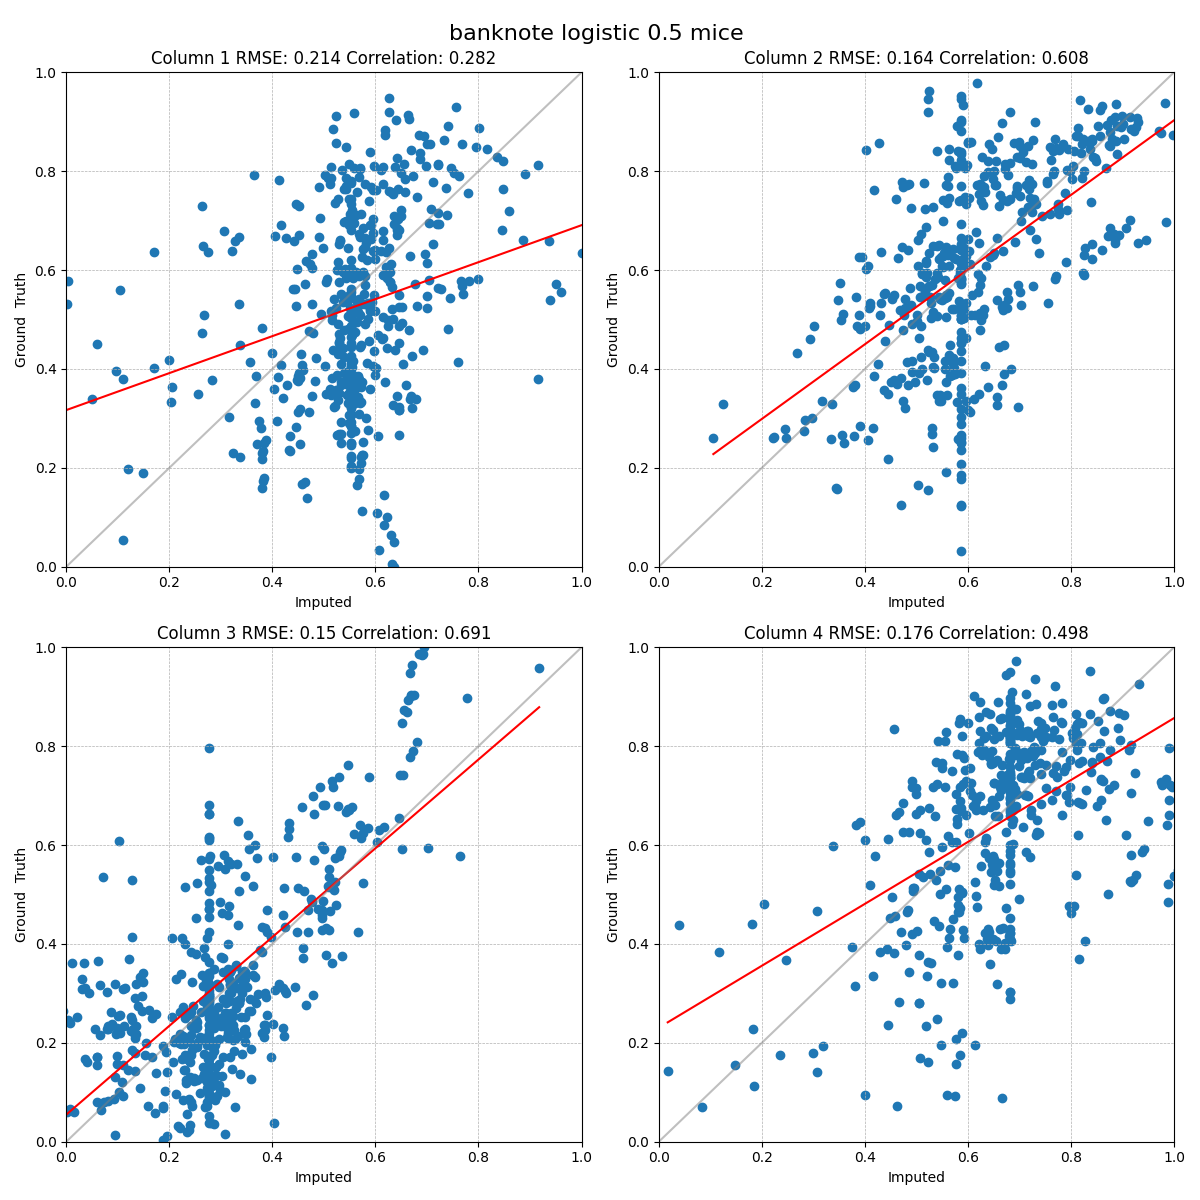 banknote logistic 0.5 mice
Column 1 RMSE: 0.214 Correlation: 0.282
1.0
0.8
0.6
0.4
0.2
0.0
Ground Truth
0.0 0.2 0.4 0.6 0.8 1.0
Imputed
Column 2 RMSE: 0.164 Correlation: 0.608
1.0
0.8
0.6
0.4
0.2
0.0
Ground Truth
0.0 0.2 0.4 0.6 0.8 1.0
Imputed
Column 3 RMSE: 0.15 Correlation: 0.691
1.0
0.8
0.6
0.4
0.2
0.0
Ground Truth
0.0 0.2 0.4 0.6 0.8 1.0
Imputed
Column 4 RMSE: 0.176 Correlation: 0.498
1.0
0.8
0.6
0.4
0.2
0.0
Ground Truth
0.0 0.2 0.4 0.6 0.8 1.0
Imputed